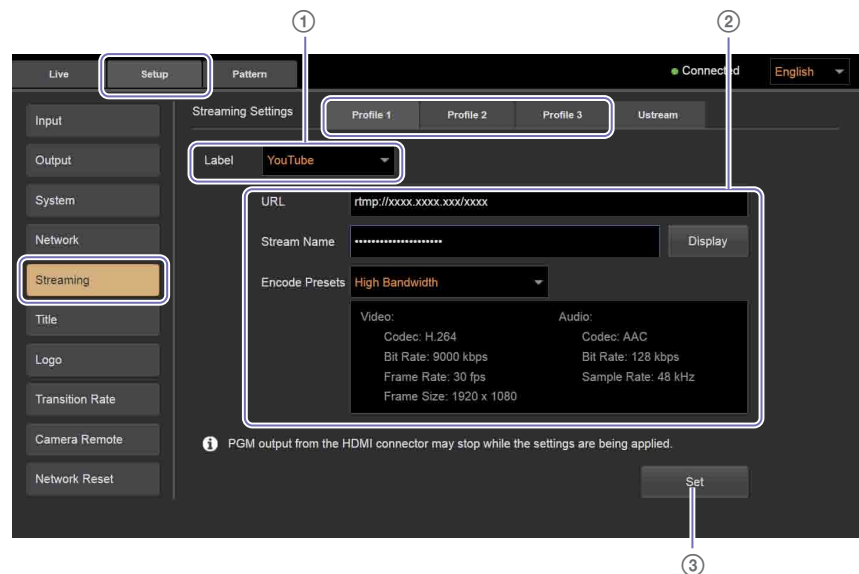 ① ②
Live Setup Pattern Connected English
Streaming Settings Profile 1 Profile 2 Profile 3 Ustream
Input
Output
System
Network
Streaming
Title
Logo
Transition Rate
Camera Remote
Network Reset
Label YouTube
URL rtmp://xxxx.xxxx.xxx/xxxx
Stream Name ••••••••••••••••••••• Display
Encode Presets High Bandwidth
Video:
Codec: H.264
Bit Rate: 9000 kbps
Frame Rate: 30 fps
Frame Size: 1920 x 1080
Audio:
Codec: AAC
Bit Rate: 128 kbps
Sample Rate: 48 kHz
PGM output from the HDMI connector may stop while the settings are being applied.
Set
③